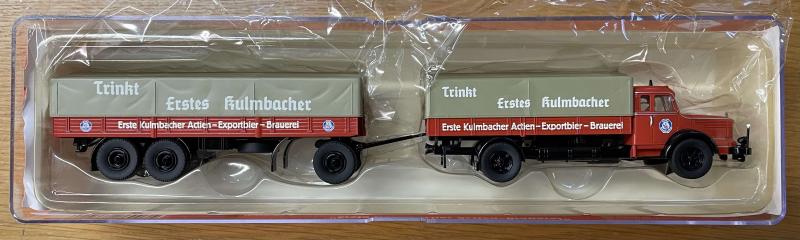 Trinkt
Erstes Kulmbacher
Erste Kulmbacher Actien-Exportbier-Brauerei
Trinkt
Erstes Kulmbacher
Erste Kulmbacher Actien-Exportbier-Brauerei